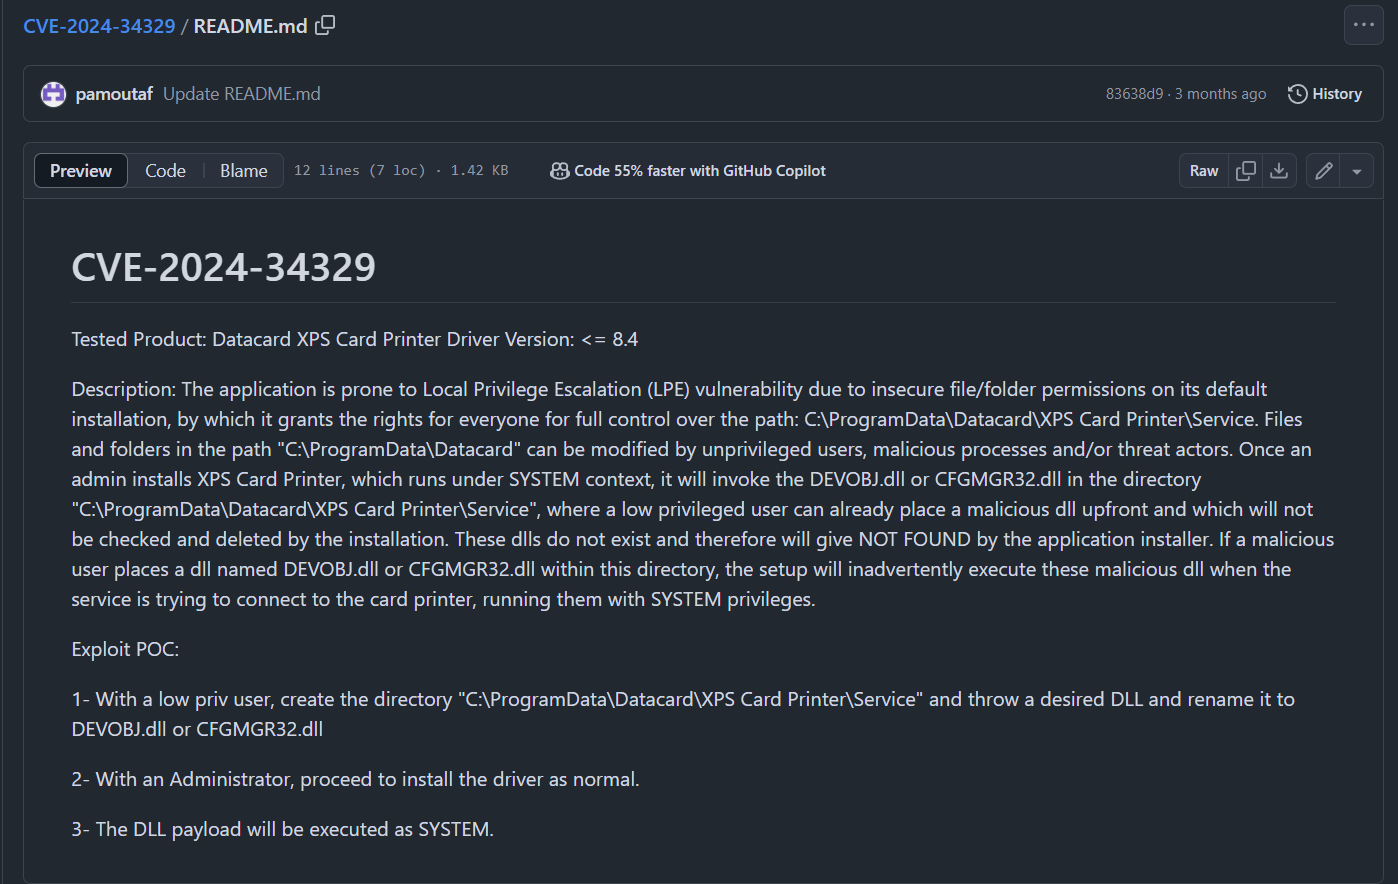 CVE-2024-34329 / README.md
pamoutaf Update README.md 83638d9 · 3 months ago History
Preview Code Blame 12 lines (7 loc) · 1.42 KB Code 55% faster with GitHub Copilot Raw
CVE-2024-34329
Tested Product: Datacard XPS Card Printer Driver Version: <= 8.4
Description: The application is prone to Local Privilege Escalation (LPE) vulnerability due to insecure file/folder permissions on its default
installation, by which it grants the rights for everyone for full control over the path: C:\ProgramData\Datacard\XPS Card Printer\Service. Files
and folders in the path "C:\ProgramData\Datacard" can be modified by unprivileged users, malicious processes and/or threat actors. Once an
admin installs XPS Card Printer, which runs under SYSTEM context, it will invoke the DEVOBJ.dll or CFGMGR32.dll in the directory
"C:\ProgramData\Datacard\XPS Card Printer\Service", where a low privileged user can already place a malicious dll upfront and which will not
be checked and deleted by the installation. These dlls do not exist and therefore will give NOT FOUND by the application installer. If a malicious
user places a dll named DEVOBJ.dll or CFGMGR32.dll within this directory, the setup will inadvertently execute these malicious dll when the
service is trying to connect to the card printer, running them with SYSTEM privileges.
Exploit POC:
1- With a low priv user, create the directory "C:\ProgramData\Datacard\XPS Card Printer\Service" and throw a desired DLL and rename it to
DEVOBJ.dll or CFGMGR32.dll
2- With an Administrator, proceed to install the driver as normal.
3- The DLL payload will be executed as SYSTEM.